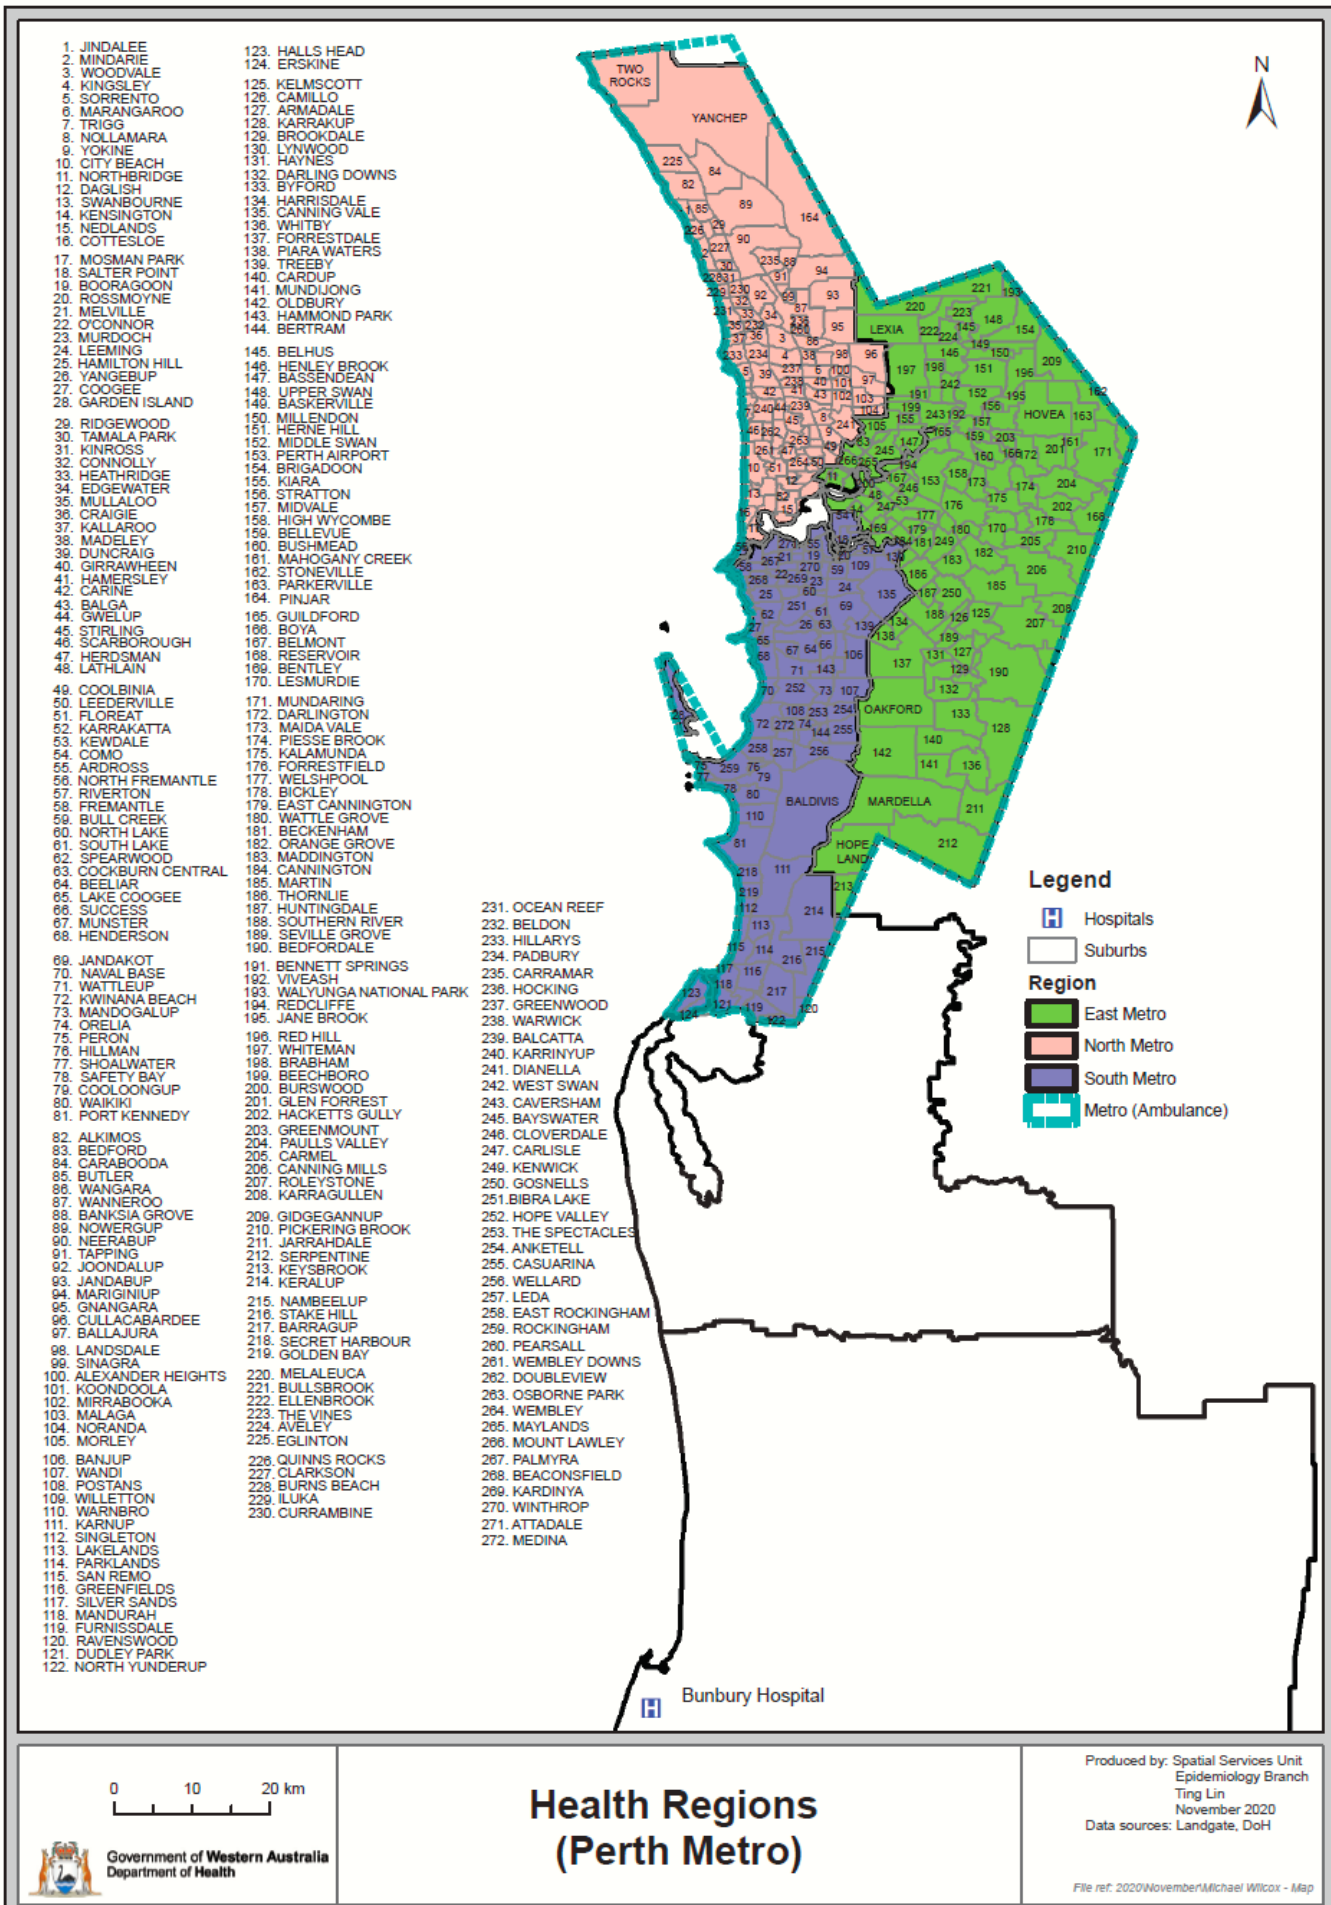 1. JINDALEE
2. MINDARIE
3. WOODVALE
4. KINGSLEY
5. SORRENTO
6. MARANGAROO
7. TRIGG
8. NOLLAMARA
9. YOKINE
10. CITY BEACH
11. NORTHBRIDGE
12. DAGLISH
13. SWANBOURNE
14. KENSINGTON
15. NEDLANDS
16. COTTESLOE
17. MOSMAN PARK
18. SALTER POINT
19. BOORAGOON
20. ROSSMOYNE
21. MELVILLE
22. O'CONNOR
23. MURDOCH
24. LEEMING
25. HAMILTON HILL
26. YANGEBUP
27. COOGEE
28. GARDEN ISLAND
29. RIDGEWOOD
30. TAMALA PARK
31. KINROSS
32. CONNOLLY
33. HEATHRIDGE
34. EDGEWATER
35. MULLALOO
36. CRAIGIE
37. KALLAROO
38. MADELEY
39. DUNCRAIG
40. GIRRAWHEEN
41. HAMERSLEY
42. CARINE
43. BALGA
44. GWELUP
45. STIRLING
46. SCARBOROUGH
47. HERDSMAN
48. LATHLAIN
49. COOLBINIA
50. LEEDERVILLE
51. FLOREAT
52. KARRAKATTA
53. KEWDALE
54. COMO
55. ARDROSS
56. NORTH FREMANTLE
57. RIVERTON
58. FREMANTLE
59. BULL CREEK
60. NORTH LAKE
61. SOUTH LAKE
62. SPEARWOOD
63. COCKBURN CENTRAL
64. BEELIAR
65. LAKE COOGEE
66. SUCCESS
67. MUNSTER
68. HENDERSON
69. JANDAKOT
70. NAVAL BASE
71. WATTLEUP
72. KWINANA BEACH
73. MANDOGALUP
74. ORELIA
75. PERON
76. HILLMAN
77. SHOALWATER
78. SAFETY BAY
79. COOLOONGUP
80. WAIKIKI
81. PORT KENNEDY
82. ALKIMOS
83. BEDFORD
84. CARABOODA
85. BUTLER
86. WANGARA
87. WANNEROO
88. BANKSIA GROVE
89. NOWERGUP
90. NEERABUP
91. TAPPING
92. JOONDALUP
93. JANDABUP
94. MARIGINIUP
95. GNANGARA
96. CULLACABARDEE
97. BALLAJURA
98. LANDSDALE
99. SINAGRA
100. ALEXANDER HEIGHTS
101. KOONDOOLA
102. MIRRABOOKA
103. MALAGA
104. NORANDA
105. MORLEY
106. BANJUP
107. WANDI
108. POSTANS
109. WILLETTON
110. WARNBRO
111. KARNUP
112. SINGLETON
113. LAKELANDS
114. PARKLANDS
115. SAN REMO
116. GREENFIELDS
117. SILVER SANDS
118. MANDURAH
119. FURNISSDALE
120. RAVENSWOOD
121. DUDLEY PARK
122. NORTH YUNDERUP
123. HALLS HEAD
124. ERSKINE
125. KELMSCOTT
126. CAMILLO
127. ARMADALE
128. KARRAKUP
129. BROOKDALE
130. LYNWOOD
131. HAYNES
132. DARLING DOWNS
133. BYFORD
134. HARRISDALE
135. CANNING VALE
136. WHITBY
137. FORRESTDALE
138. PIARA WATERS
139. TREEBY
140. CARDUP
141. MUNDIJONG
142. OLDBURY
143. HAMMOND PARK
144. BERTRAM
145. BELHUS
146. HENLEY BROOK
147. BASSENDEAN
148. UPPER SWAN
149. BASKERVILLE
150. MILLENDON
151. HERNE HILL
152. MIDDLE SWAN
153. PERTH AIRPORT
154. BRIGADOON
155. KIARA
156. STRATTON
157. MIDVALE
158. HIGH WYCOMBE
159. BELLEVUE
160. BUSHMEAD
161. MAHOGANY CREEK
162. STONEVILLE
163. PARKERVILLE
164. PINJAR
165. GUILDFORD
166. BOYA
167. BELMONT
168. RESERVOIR
169. BENTLEY
170. LESMURDIE
171. MUNDARING
172. DARLINGTON
173. MAIDA VALE
174. PIESSE BROOK
175. KALAMUNDA
176. FORRESTFIELD
177. WELSHPOOL
178. BICKLEY
179. EAST CANNINGTON
180. WATTLE GROVE
181. BECKENHAM
182. ORANGE GROVE
183. MADDINGTON
184. CANNINGTON
185. MARTIN
186. THORNLIE
187. HUNTINGDALE
188. SOUTHERN RIVER
189. SEVILLE GROVE
190. BEDFORDALE
191. BENNETT SPRINGS
192. VIVEASH
193. WALYUNGA NATIONAL PARK
194. REDCLIFFE
195. JANE BROOK
196. RED HILL
197. WHITEMAN
198. BRABHAM
199. BEECHBORO
200. BURSWOOD
201. GLEN FORREST
202. HACKETTS GULLY
203. GREENMOUNT
204. PAULLS VALLEY
205. CARMEL
206. CANNING MILLS
207. ROLEYSTONE
208. KARRAGULLEN
209. GIDGEGANNUP
210. PICKERING BROOK
211. JARRAHDALE
212. SERPENTINE
213. KEYSBROOK
214. KERALUP
215. NAMBEELUP
216. STAKE HILL
217. BARRAGUP
218. SECRET HARBOUR
219. GOLDEN BAY
220. MELALEUCA
221. BULLSBROOK
222. ELLENBROOK
223. THE VINES
224. AVELEY
225. EGLINTON
226. QUINNS ROCKS
227. CLARKSON
228. BURNS BEACH
229. ILUKA
230. CURRAMBINE
231. OCEAN REEF
232. BELDON
233. HILLARYS
234. PADBURY
235. CARRAMAR
236. HOCKING
237. GREENWOOD
238. WARWICK
239. BALCATTA
240. KARRINYUP
241. DIANELLA
242. WEST SWAN
243. CAVERSHAM
245. BAYSWATER
246. CLOVERDALE
247. CARLISLE
249. KENWICK
250. GOSNELLS
251.BIBRA LAKE
252. HOPE VALLEY
253. THE SPECTACLES
254. ANKETELL
255. CASUARINA
256. WELLARD
257. LEDA
258. EAST ROCKINGHAM
259. ROCKINGHAM
260. PEARSALL
261. WEMBLEY DOWNS
262. DOUBLEVIEW
263. OSBORNE PARK
264. WEMBLEY
265. MAYLANDS
266. MOUNT LAWLEY
267. PALMYRA
268. BEACONSFIELD
269. KARDINYA
270. WINTHROP
271. ATTADALE
272. MEDINA
N
TWO
ROCKS
YANCHEP
225
84
82
89
164
LEXIA
HOVEA
OAKFORD
BALDIVIS
MARDELLA
HOPE
LAND
Legend
H Hospitals
Suburbs
Region
East Metro
North Metro
South Metro
Metro (Ambulance)
H Bunbury Hospital
0 10 20 km
Government of Western Australia
Department of Health
Health Regions
(Perth Metro)
Produced by: Spatial Services Unit
Epidemiology Branch
Ting Lin
November 2020
Data sources: Landgate, DoH
File ref: 2020\November\Michael Wilcox - Map